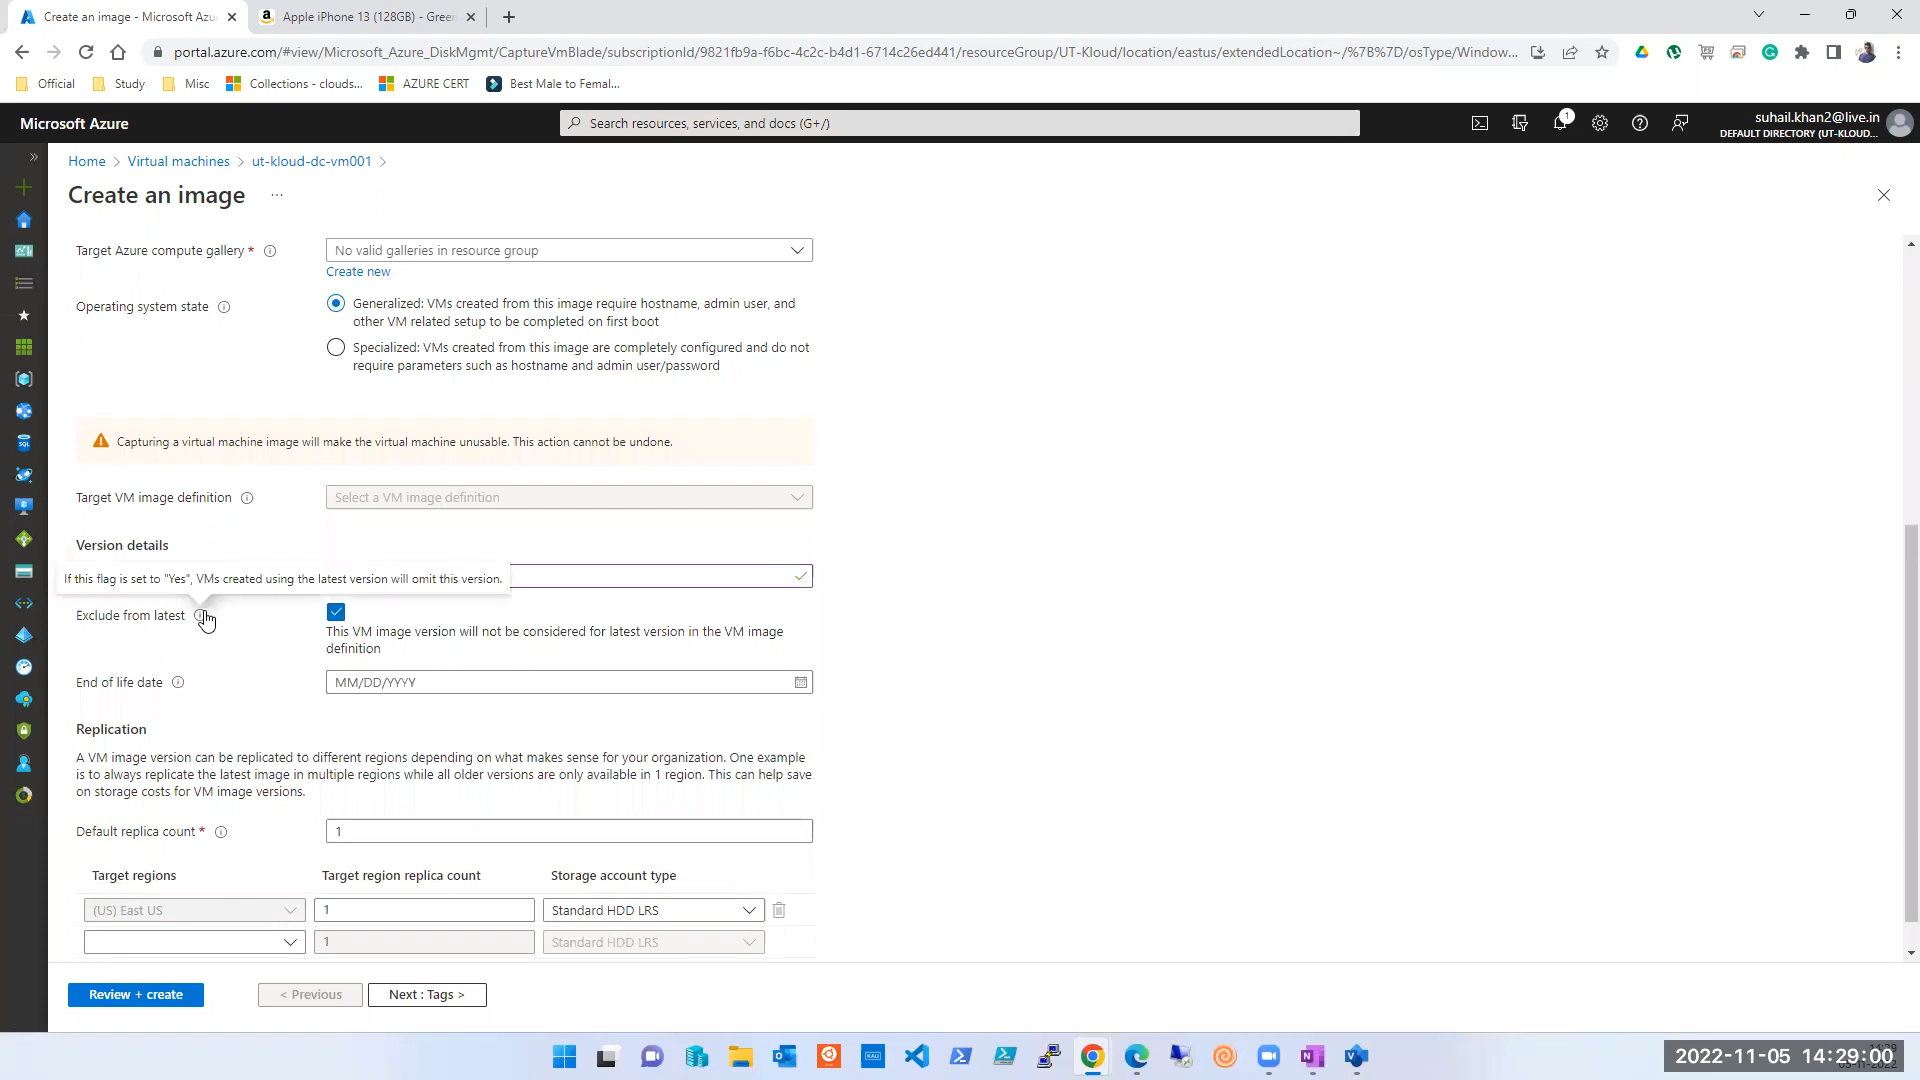 Create an image - Microsoft Azu
Apple iPhone 13 (128GB) - Green
portal.azure.com/#view/Microsoft_Azure_DiskMgmt/CaptureVmBlade/subscriptionId/9821fb9a-f6bc-4c2c-b4d1-6714c26ed441/resourceGroup/UT-Kloud/location/eastus/extendedLocation~/%7B%7D/osType/Window...
Official
Study
Misc
Collections - clouds...
AZURE CERT
Best Male to Femal...
Microsoft Azure
Search resources, services, and docs (G+/)
1
suhail.khan2@live.in
DEFAULT DIRECTORY (UT-KLOUD...
Home > Virtual machines > ut-kloud-dc-vm001 >
Create an image ...
Target Azure compute gallery *
No valid galleries in resource group
Create new
Operating system state
Generalized: VMs created from this image require hostname, admin user, and
other VM related setup to be completed on first boot
Specialized: VMs created from this image are completely configured and do not
require parameters such as hostname and admin user/password
Capturing a virtual machine image will make the virtual machine unusable. This action cannot be undone.
Target VM image definition
Select a VM image definition
Version details
If this flag is set to "Yes", VMs created using the latest version will omit this version.
Exclude from latest
This VM image version will not be considered for latest version in the VM image
definition
End of life date
MM/DD/YYYY
Replication
A VM image version can be replicated to different regions depending on what makes sense for your organization. One example
is to always replicate the latest image in multiple regions while all older versions are only available in 1 region. This can help save
on storage costs for VM image versions.
Default replica count *
1
Target regions
Target region replica count
Storage account type
(US) East US
1
Standard HDD LRS
1
Standard HDD LRS
Review + create
< Previous
Next : Tags >
2022-11-05 14:29:00